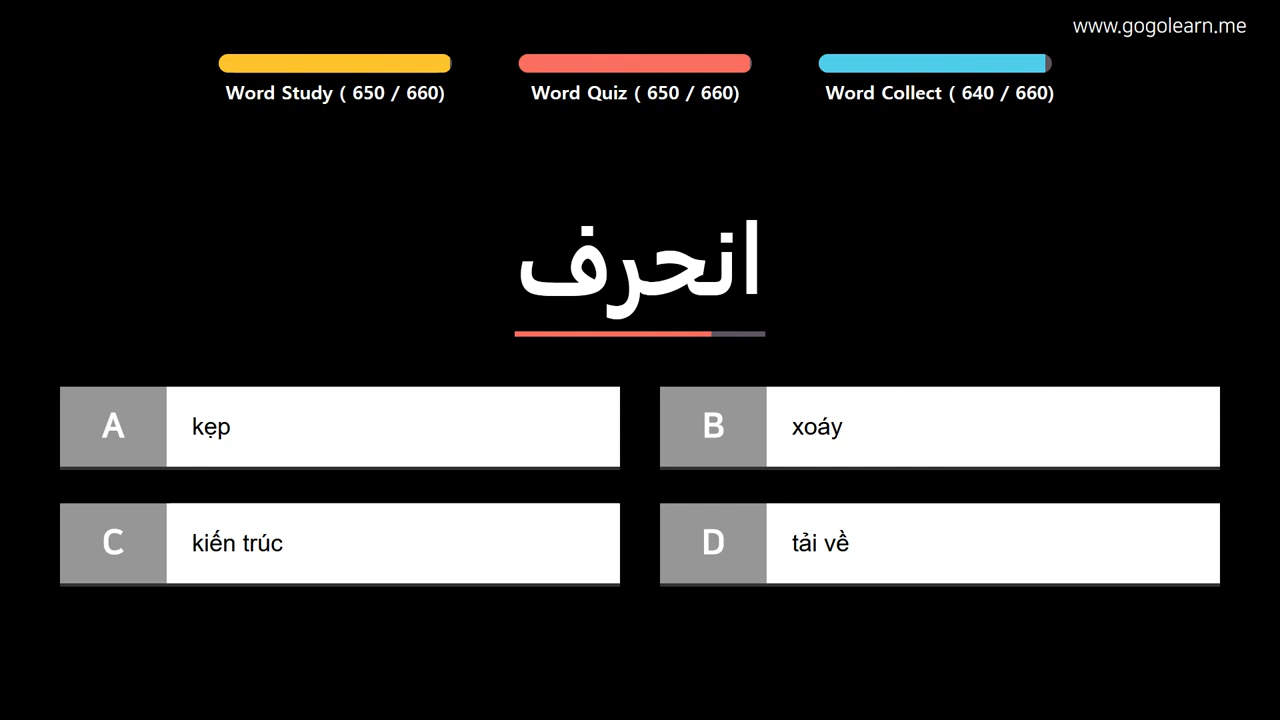 www.gogolearn.me
Word Study ( 650 / 660)
Word Quiz ( 650 / 660)
Word Collect ( 640 / 660)
انحرف
A kẹp
B xoáy
C kiến trúc
D tải về